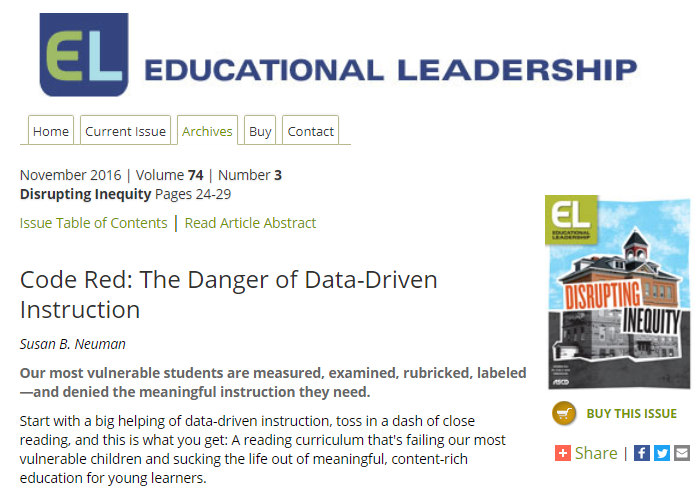 EL EDUCATIONAL LEADERSHIP
Home Current Issue Archives Buy Contact
November 2016 | Volume 74 | Number 3
Disrupting Inequity Pages 24-29
Issue Table of Contents | Read Article Abstract
EL
EDUCATIONAL
LEADERSHIP
DISRUPTING
INEQUITY
ASCD
BUY THIS ISSUE
Share |
Code Red: The Danger of Data-Driven
Instruction
Susan B. Neuman
Our most vulnerable students are measured, examined, rubricked, labeled
—and denied the meaningful instruction they need.
Start with a big helping of data-driven instruction, toss in a dash of close
reading, and this is what you get: A reading curriculum that's failing our most
vulnerable children and sucking the life out of meaningful, content-rich
education for young learners.